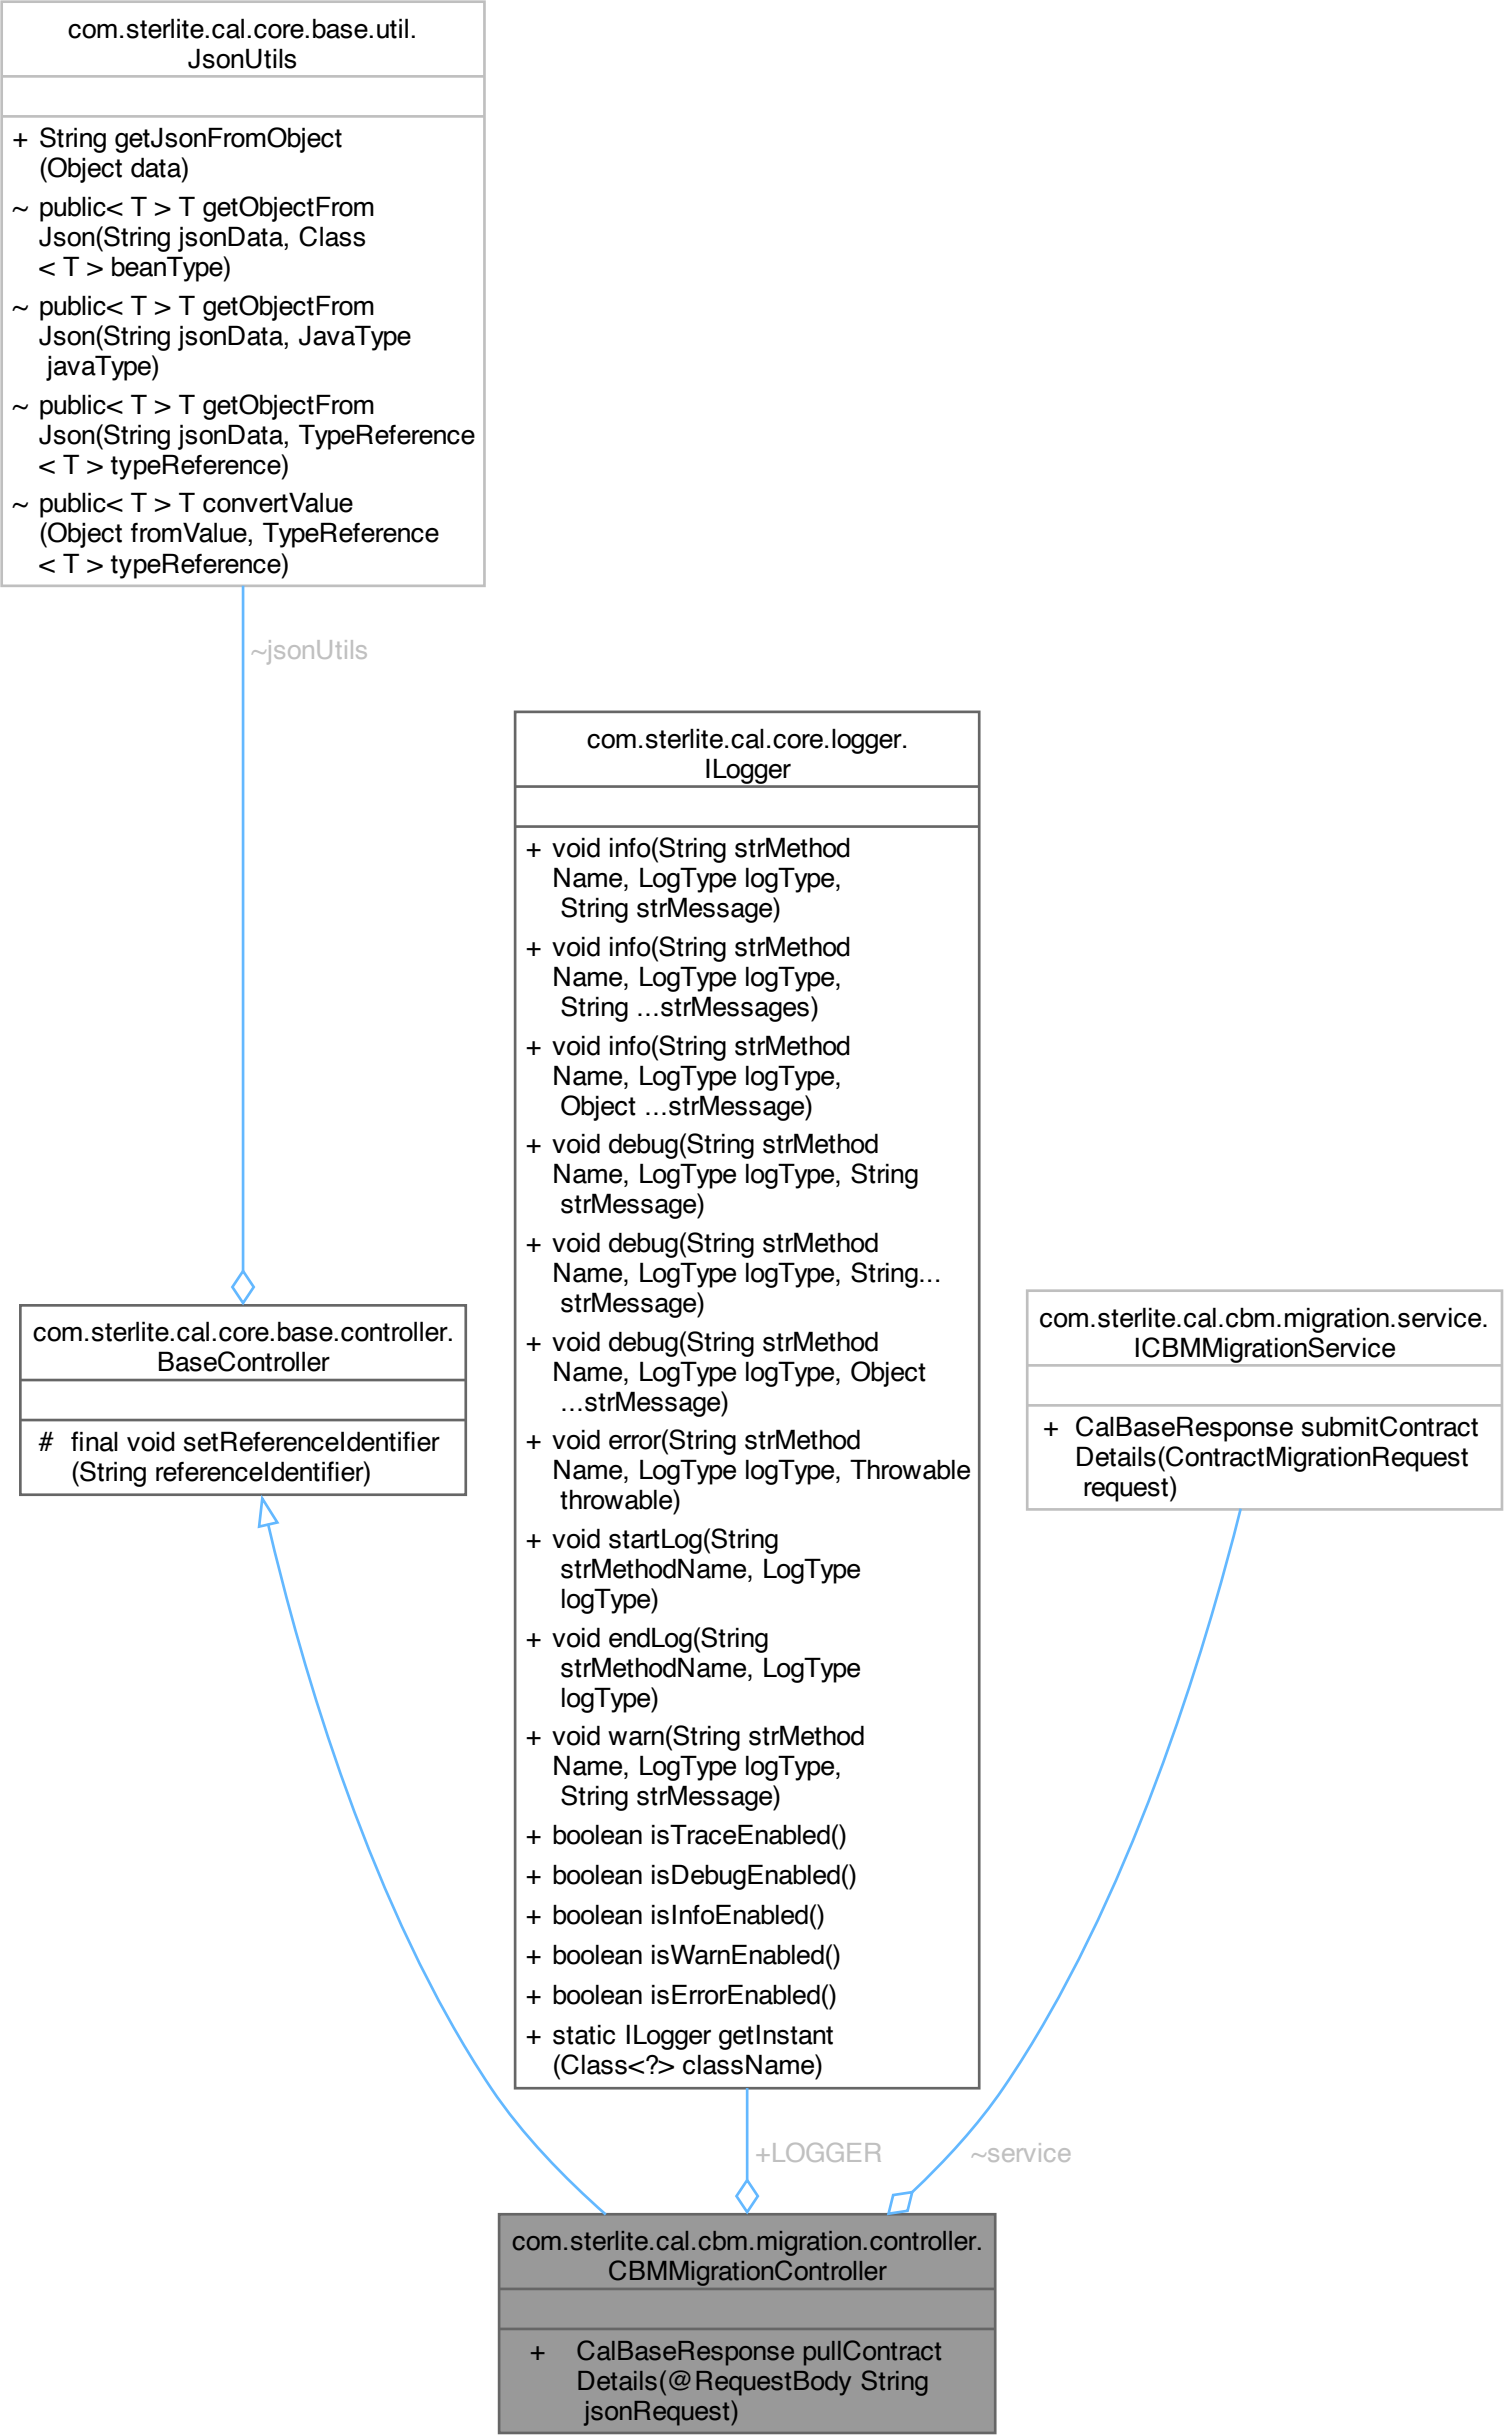 com.sterlite.cal.core.base.util.
JsonUtils
+ String getJsonFromObject
(Object data)
~ public< T > T getObjectFrom
Json(String jsonData, Class
< T > beanType)
~ public< T > T getObjectFrom
Json(String jsonData, JavaType
javaType)
~ public< T > T getObjectFrom
Json(String jsonData, TypeReference
< T > typeReference)
~ public< T > T convertValue
(Object fromValue, TypeReference
< T > typeReference)
~jsonUtils
com.sterlite.cal.core.logger.
ILogger
+ void info(String strMethod
Name, LogType logType,
String strMessage)
+ void info(String strMethod
Name, LogType logType,
String ...strMessages)
+ void info(String strMethod
Name, LogType logType,
Object ...strMessage)
+ void debug(String strMethod
Name, LogType logType, String
strMessage)
+ void debug(String strMethod
Name, LogType logType, String...
strMessage)
+ void debug(String strMethod
Name, LogType logType, Object
...strMessage)
+ void error(String strMethod
Name, LogType logType, Throwable
throwable)
+ void startLog(String
strMethodName, LogType
logType)
+ void endLog(String
strMethodName, LogType
logType)
+ void warn(String strMethod
Name, LogType logType,
String strMessage)
+ boolean isTraceEnabled()
+ boolean isDebugEnabled()
+ boolean isInfoEnabled()
+ boolean isWarnEnabled()
+ boolean isErrorEnabled()
+ static ILogger getInstant
(Class<?> className)
com.sterlite.cal.core.base.controller.
BaseController
# final void setReferenceIdentifier
(String referenceIdentifier)
com.sterlite.cal.cbm.migration.service.
ICBMMigrationService
+ CalBaseResponse submitContract
Details(ContractMigrationRequest
request)
+LOGGER
~service
com.sterlite.cal.cbm.migration.controller.
CBMMigrationController
+ CalBaseResponse pullContract
Details(@RequestBody String
jsonRequest)